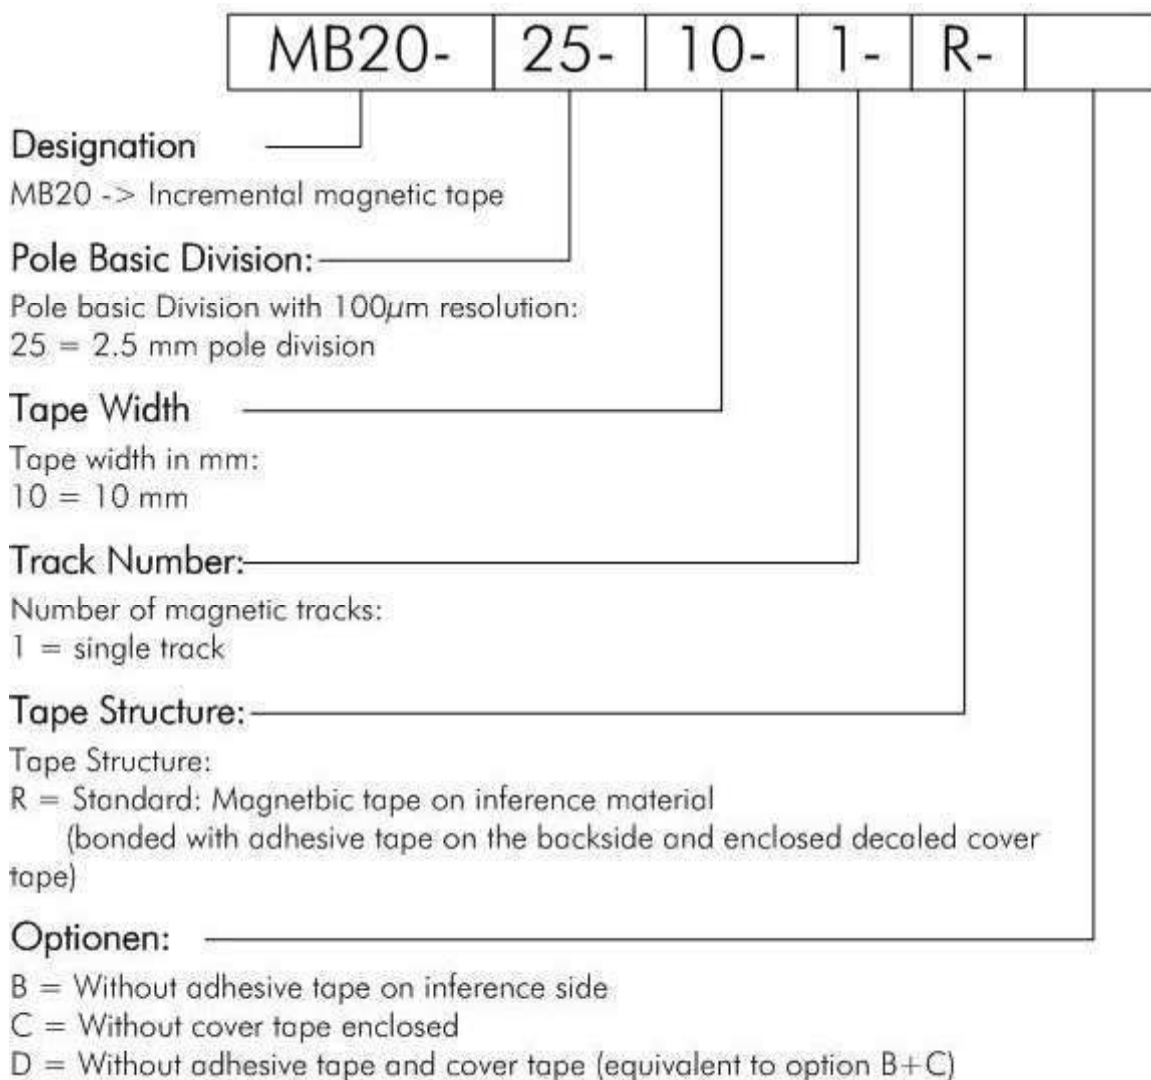 MB20- 25- 10- 1- R-
Designation
MB20 -> Incremental magnetic tape
Pole Basic Division:
Pole basic Division with 100µm resolution:
25 = 2.5 mm pole division
Tape Width
Tape width in mm:
10 = 10 mm
Track Number:
Number of magnetic tracks:
1 = single track
Tape Structure:
Tape Structure:
R = Standard: Magnetbic tape on inference material
(bonded with adhesive tape on the backside and enclosed decaled cover
tape)
Optionen:
B = Without adhesive tape on inference side
C = Without cover tape enclosed
D = Without adhesive tape and cover tape (equivalent to option B+C)